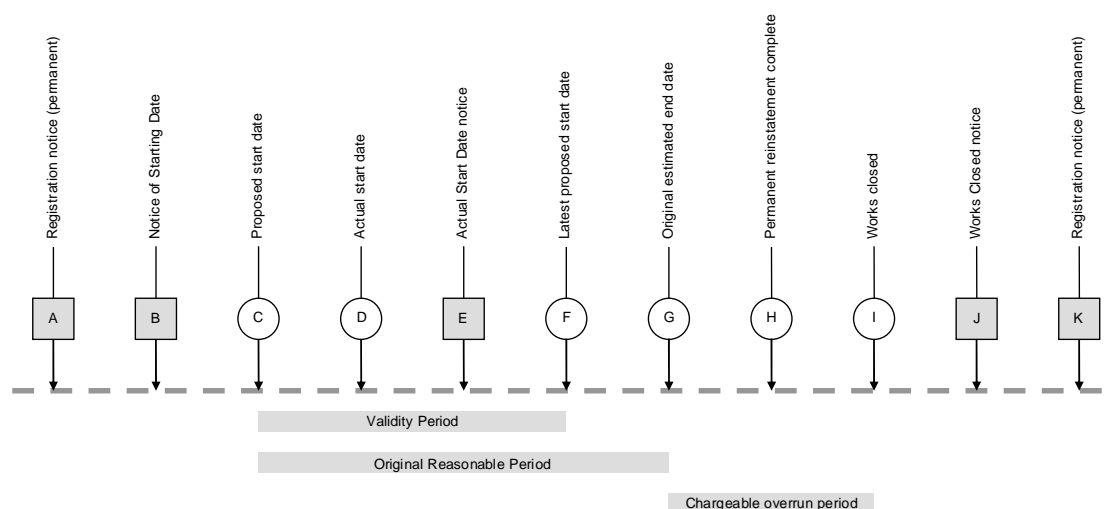 Registration notice (permanent)
Notice of Starting Date
Proposed start date
Actual start date
Actual Start Date notice
Latest proposed start date
Original estimated end date
Permanent reinstatement complete
Works closed
Works Closed notice
Registration notice (permanent)
A
B
C
D
E
F
G
H
I
J
K
Validity Period
Original Reasonable Period
Chargeable overrun period